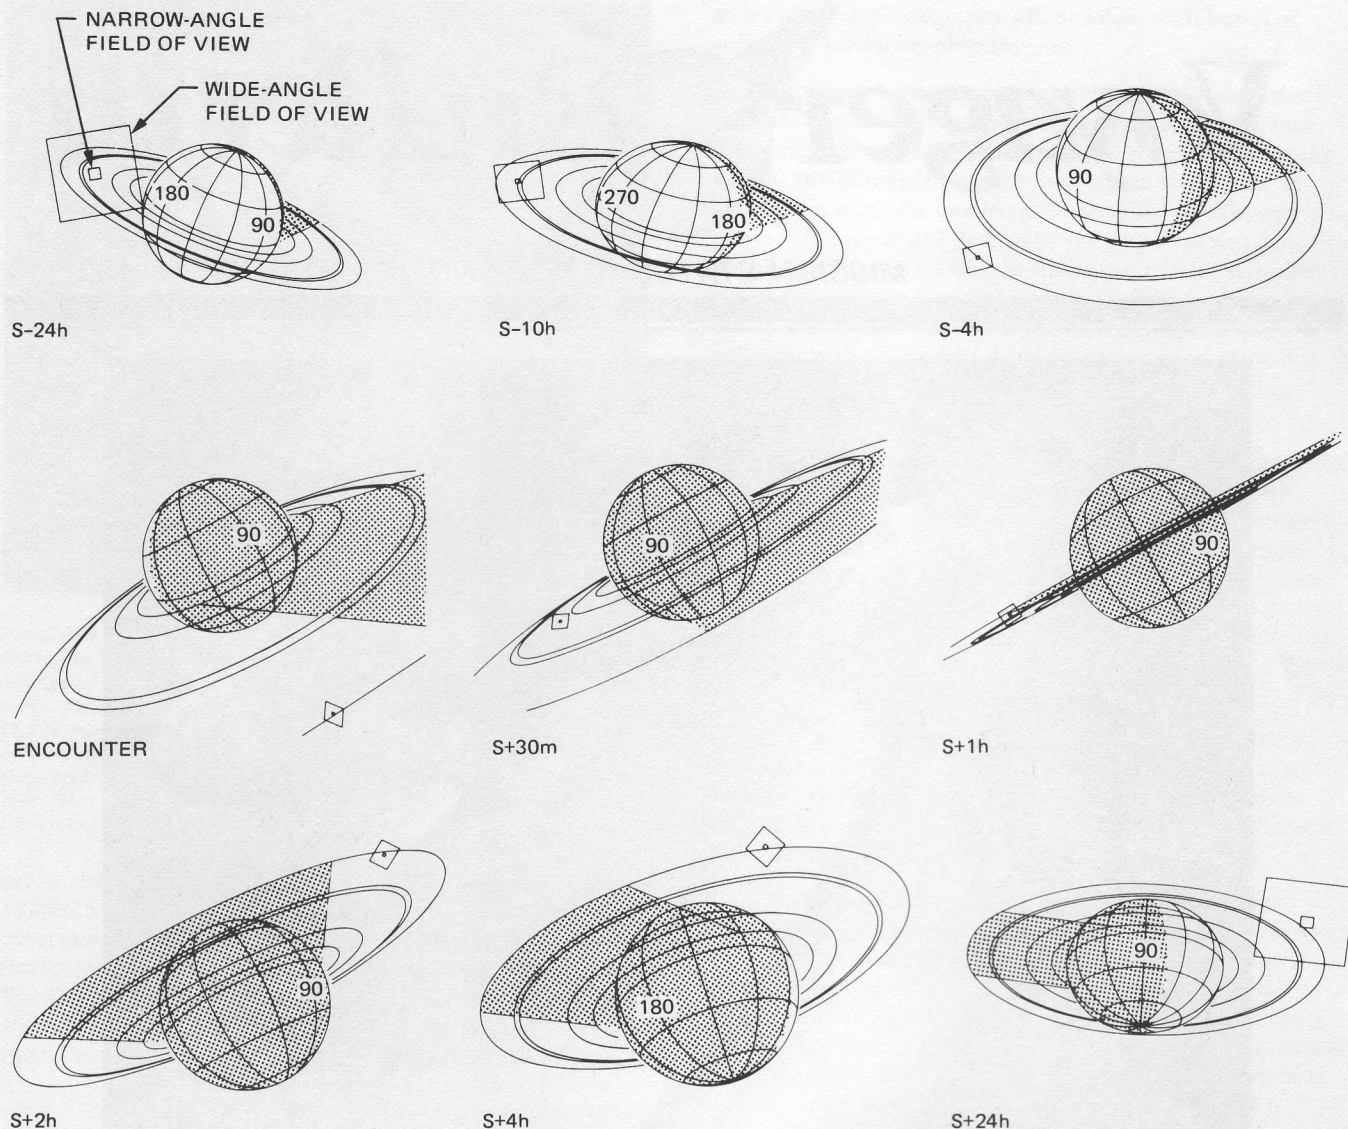 NARROW-ANGLE
FIELD OF VIEW
WIDE-ANGLE
FIELD OF VIEW
180
90
S-24h
270
180
S-10h
90
S-4h
90
ENCOUNTER
90
S+30m
90
S+1h
90
S+2h
180
S+4h
90
S+24h